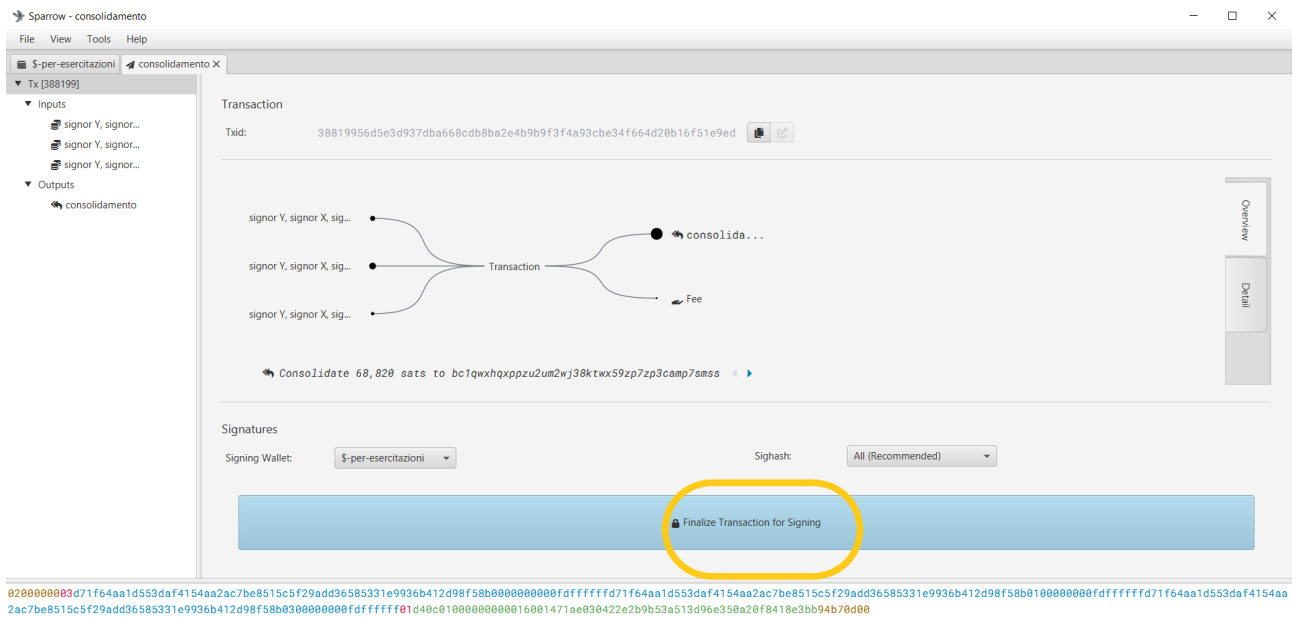 Sparrow - consolidamento
File View Tools Help
$-per-esercitazioni consolidamento
Tx [388199]
Inputs
signor Y, signor...
signor Y, signor...
signor Y, signor...
Outputs
consolidamento
Transaction
Txid: 38819956d5e3d937dba668cdb8ba2e4b9b9f3f4a93cbe34f664d20b16f51e9ed
signor Y, signor X, sig...
signor Y, signor X, sig...
signor Y, signor X, sig...
Transaction
consolida...
Fee
Consolidate 68,820 sats to bc1qwxhqxppzu2um2wj38ktwx59zp7zp3camp7smss
Overview
Detail
Signatures
Signing Wallet: $-per-esercitazioni Sighash: All (Recommended)
Finalize Transaction for Signing
0200000003d71f64aa1d553daf4154aa2ac7be8515c5f29add36585331e9936b412d98f58b0000000000fdffffffd71f64aa1d553daf4154aa2ac7be8515c5f29add36585331e9936b412d98f58b0100000000fdffffffd71f64aa1d553daf4154aa
2ac7be8515c5f29add36585331e9936b412d98f58b0300000000fdffffff01d40c01000000000016001471ae030422e2b9b53a513d96e350a20f8418e3bb94b70d00